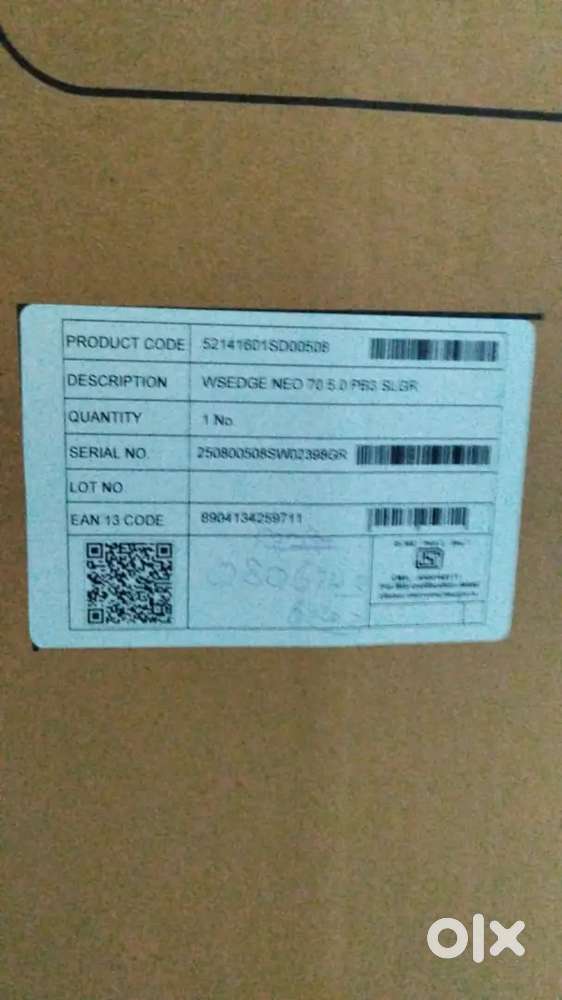 PRODUCT CODE 52141601SD00508
DESCRIPTION WSEDGE NEO 70 5.0 PB3 SLGR
QUANTITY 1 No.
SERIAL NO. 250800508SW02398GR
LOT NO
EAN 13 CODE 8904134259711
olx